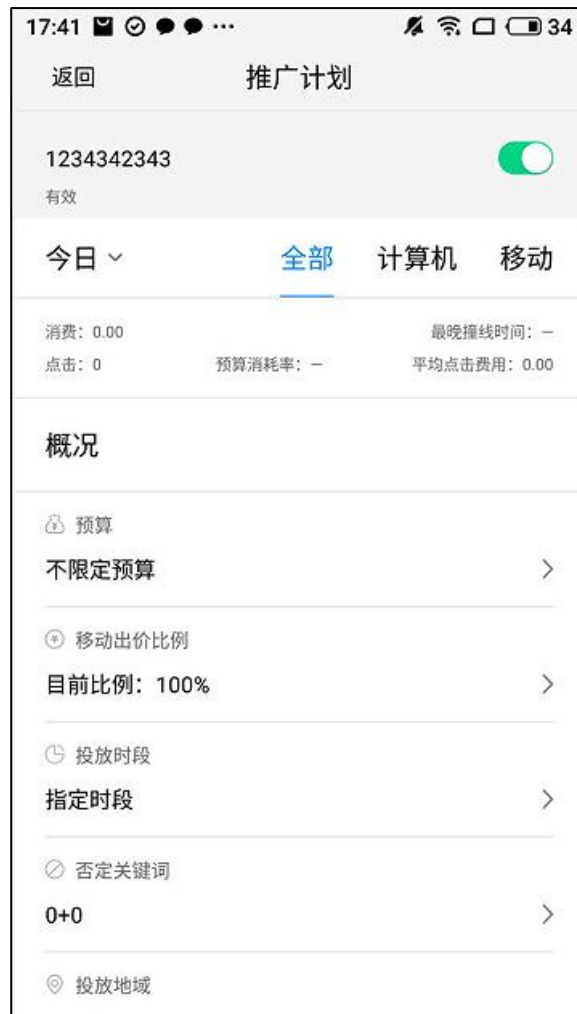 17:41 ··· 34
返回 推广计划
1234342343
有效
今日 全部 计算机 移动
消费：0.00 最晚撞线时间：—
点击：0 预算消耗率：— 平均点击费用：0.00
概况
预算
不限定预算
移动出价比例
目前比例：100%
投放时段
指定时段
否定关键词
0+0
投放地域